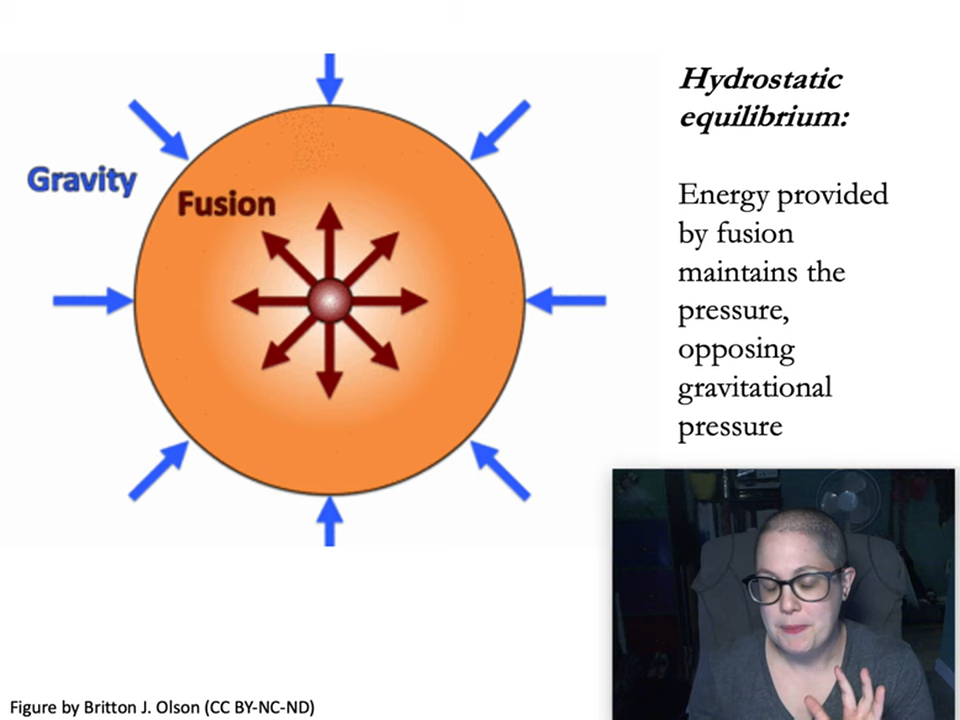 Gravity
Fusion
Hydrostatic
equilibrium:
Energy provided
by fusion
maintains the
pressure,
opposing
gravitational
pressure
Figure by Britton J. Olson (CC BY-NC-ND)